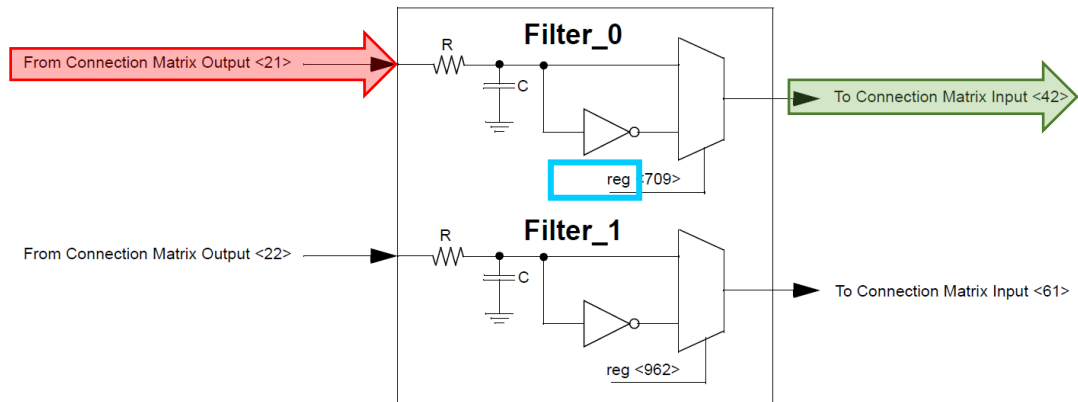 Filter_0
R
From Connection Matrix Output <21>
C
To Connection Matrix Input <42>
reg <709>
Filter_1
R
From Connection Matrix Output <22>
C
To Connection Matrix Input <61>
reg <962>